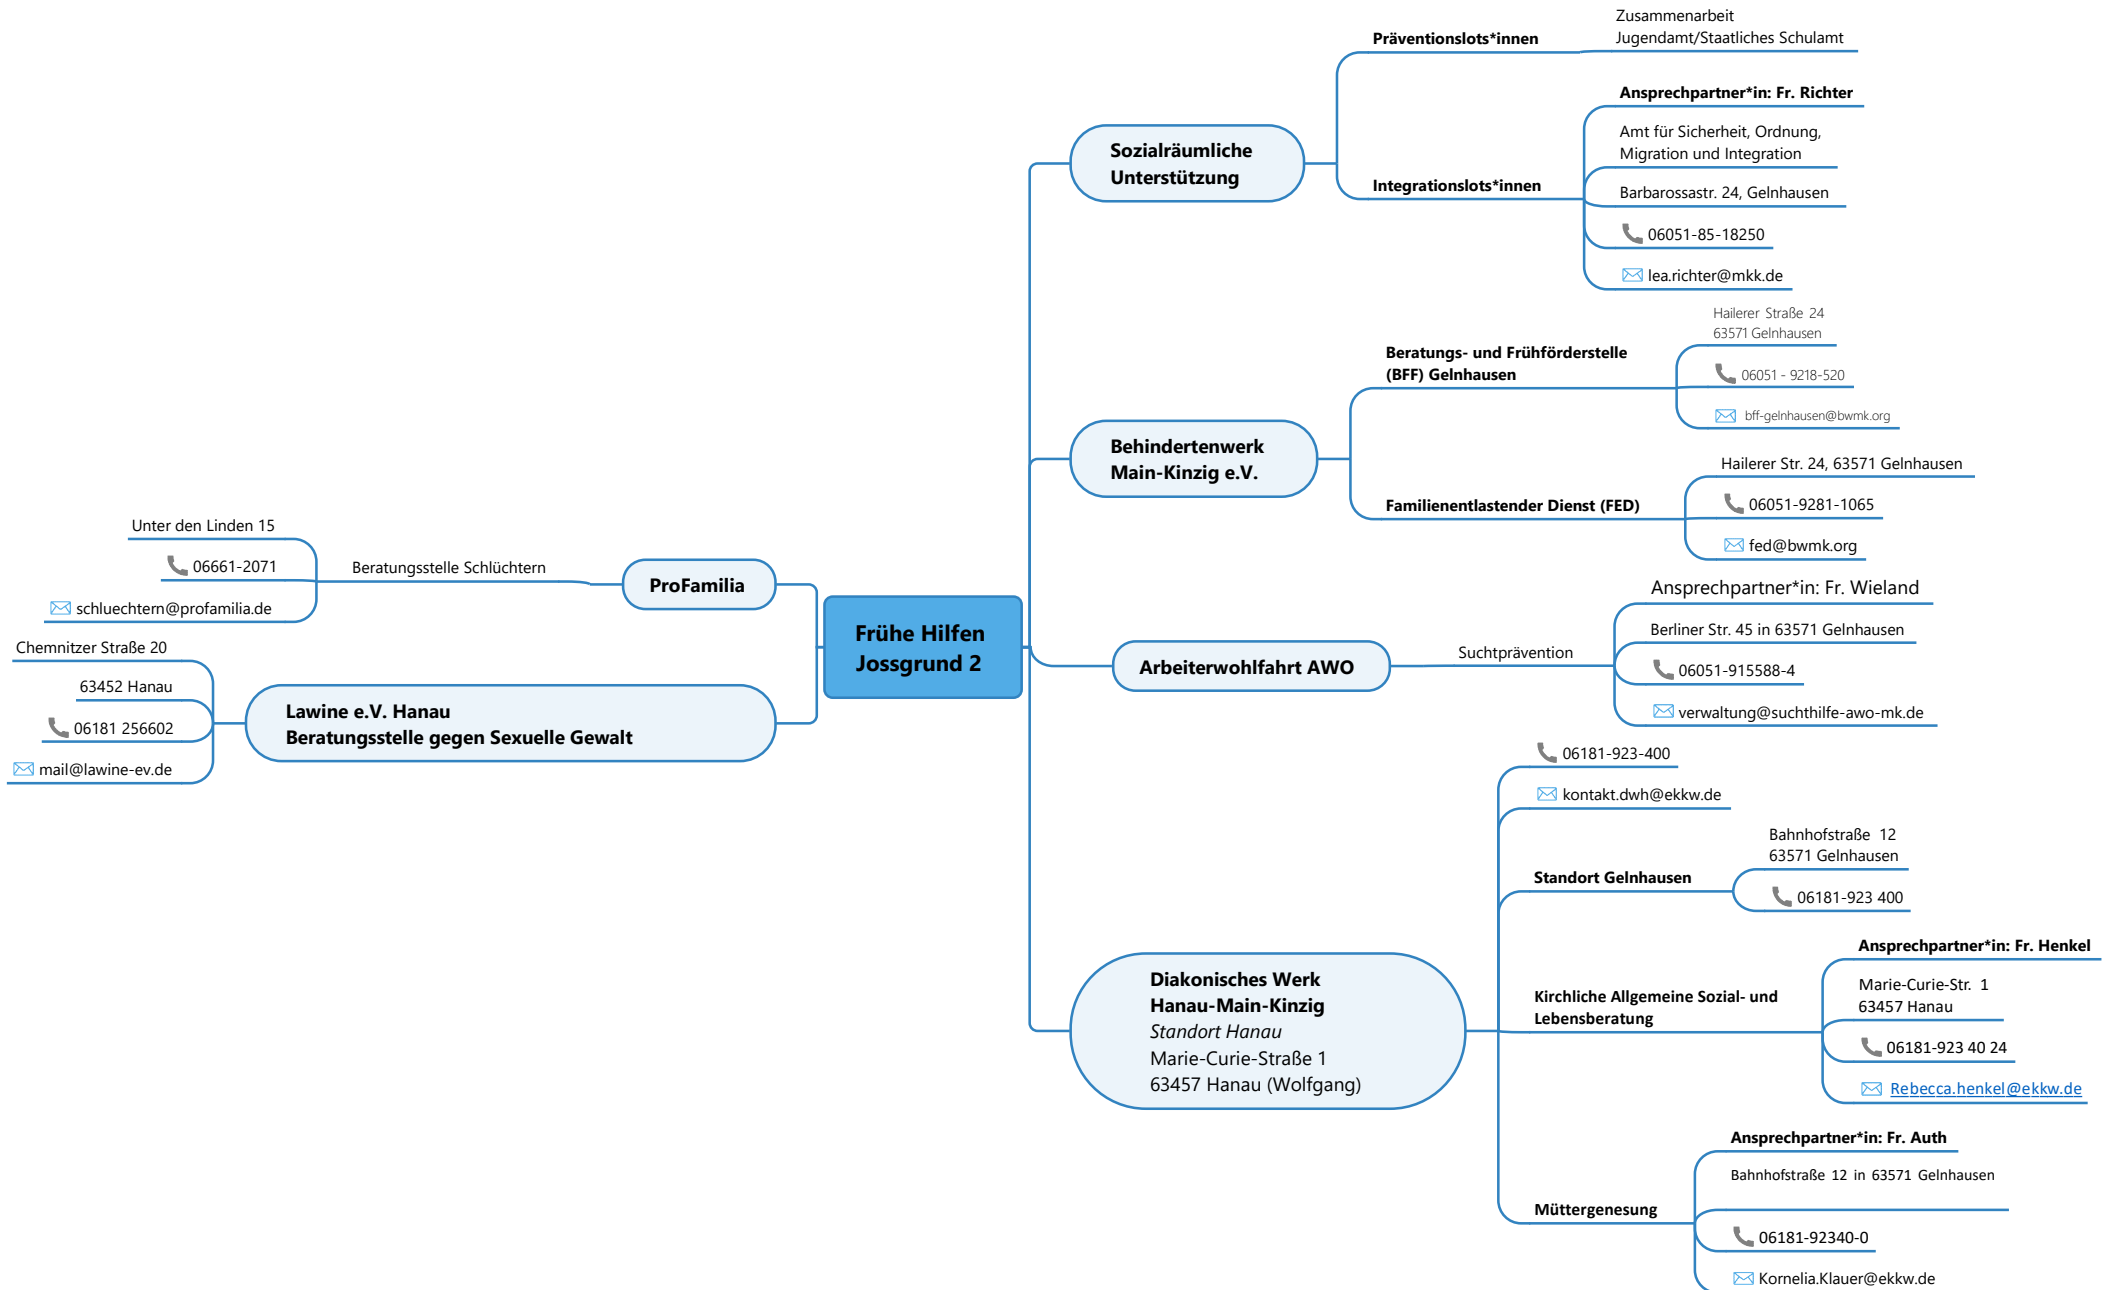 Frühe Hilfen
Jossgrund 2
Sozialräumliche
Unterstützung
Präventionslots*innen
Zusammenarbeit
Jugendamt/Staatliches Schulamt
Integrationslots*innen
Ansprechpartner*in: Fr. Richter
Amt für Sicherheit, Ordnung,
Migration und Integration
Barbarossastr. 24, Gelnhausen
06051-85-18250
lea.richter@mkk.de
Behindertenwerk
Main-Kinzig e.V.
Beratungs- und Frühförderstelle
(BFF) Gelnhausen
Hailerer Straße 24
63571 Gelnhausen
06051 - 9218-520
bff-gelnhausen@bwmk.org
Familienentlastender Dienst (FED)
Hailerer Str. 24, 63571 Gelnhausen
06051-9281-1065
fed@bwmk.org
Arbeiterwohlfahrt AWO
Suchtprävention
Ansprechpartner*in: Fr. Wieland
Berliner Str. 45 in 63571 Gelnhausen
06051-915588-4
verwaltung@suchthilfe-awo-mk.de
Diakonisches Werk
Hanau-Main-Kinzig
Standort Hanau
Marie-Curie-Straße 1
63457 Hanau (Wolfgang)
06181-923-400
kontakt.dwh@ekkw.de
Standort Gelnhausen
Bahnhofstraße 12
63571 Gelnhausen
06181-923 400
Kirchliche Allgemeine Sozial- und
Lebensberatung
Ansprechpartner*in: Fr. Henkel
Marie-Curie-Str. 1
63457 Hanau
06181-923 40 24
Rebecca.henkel@ekkw.de
Müttergenesung
Ansprechpartner*in: Fr. Auth
Bahnhofstraße 12 in 63571 Gelnhausen
06181-92340-0
Kornelia.Klauer@ekkw.de
ProFamilia
Beratungsstelle Schlüchtern
Unter den Linden 15
06661-2071
schluechtern@profamilia.de
Lawine e.V. Hanau
Beratungsstelle gegen Sexuelle Gewalt
Chemnitzer Straße 20
63452 Hanau
06181 256602
mail@lawine-ev.de